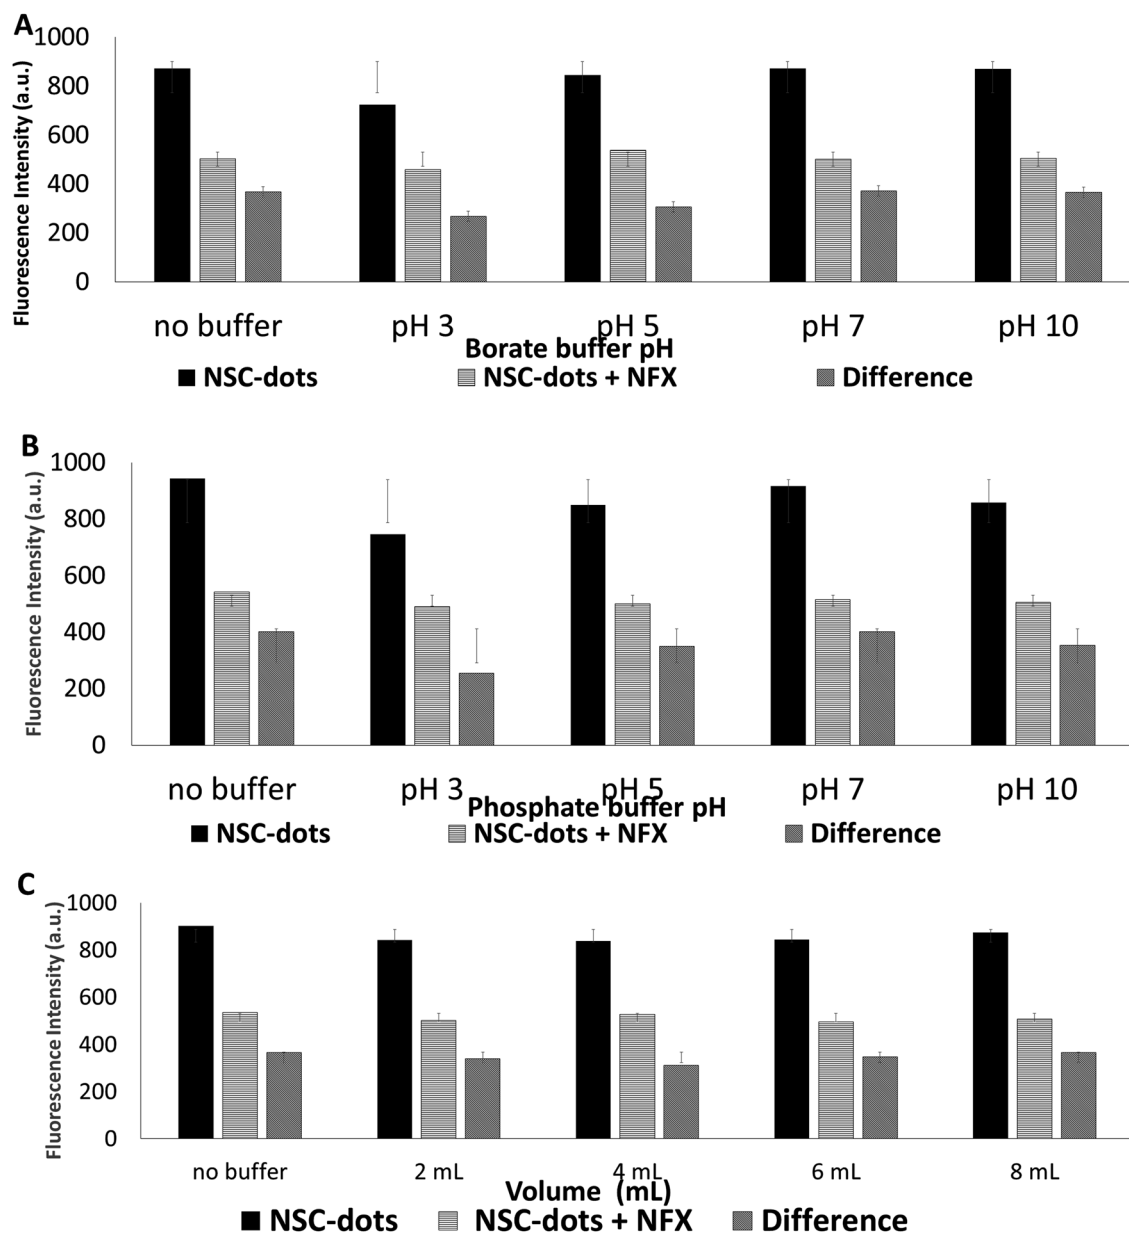 A
1000
800
600
400
200
0
Fluorescence Intensity (a.u.)
no buffer pH 3 pH 5 pH 7 pH 10
Borate buffer pH
NSC-dots NSC-dots + NFX Difference
B
1000
800
600
400
200
0
Fluorescence Intensity (a.u.)
no buffer pH 3 pH 5 pH 7 pH 10
Phosphate buffer pH
NSC-dots NSC-dots + NFX Difference
C
1000
800
600
400
200
0
Fluorescence Intensity (a.u.)
no buffer 2 mL 4 mL 6 mL 8 mL
Volume (mL)
NSC-dots NSC-dots + NFX Difference